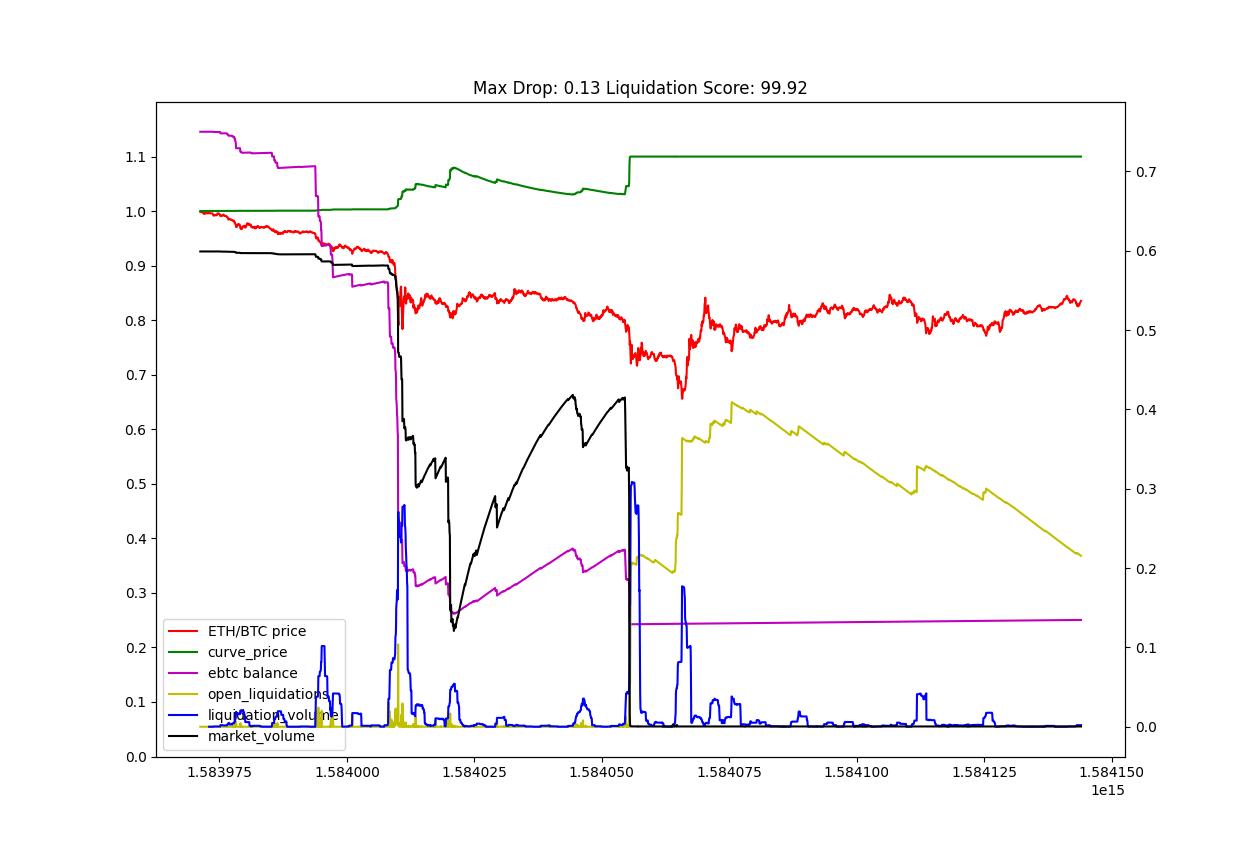 Max Drop: 0.13 Liquidation Score: 99.92
1.1
1.0
0.9
0.8
0.7
0.6
0.5
0.4
0.3
0.2
0.1
0.0
0.7
0.6
0.5
0.4
0.3
0.2
0.1
0.0
ETH/BTC price
curve_price
ebtc balance
open_liquidations
liquidation_volume
market_volume
1.583975 1.584000 1.584025 1.584050 1.584075 1.584100 1.584125 1.584150
1e15